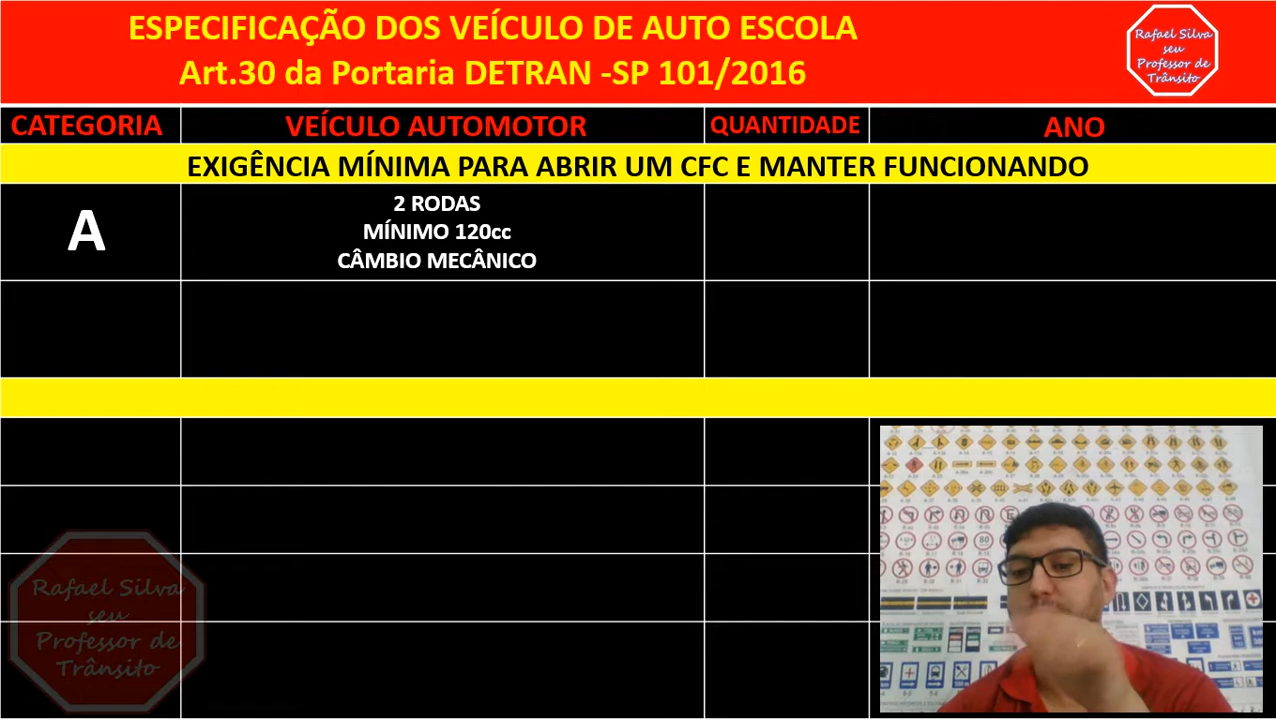 ESPECIFICAÇÃO DOS VEÍCULO DE AUTO ESCOLA
Art.30 da Portaria DETRAN -SP 101/2016
Rafael Silva
seu
Professor de
Trânsito
CATEGORIA VEÍCULO AUTOMOTOR QUANTIDADE ANO
EXIGÊNCIA MÍNIMA PARA ABRIR UM CFC E MANTER FUNCIONANDO
A
2 RODAS
MÍNIMO 120cc
CÂMBIO MECÂNICO
Rafael Silva
seu
Professor de
Trânsito
80